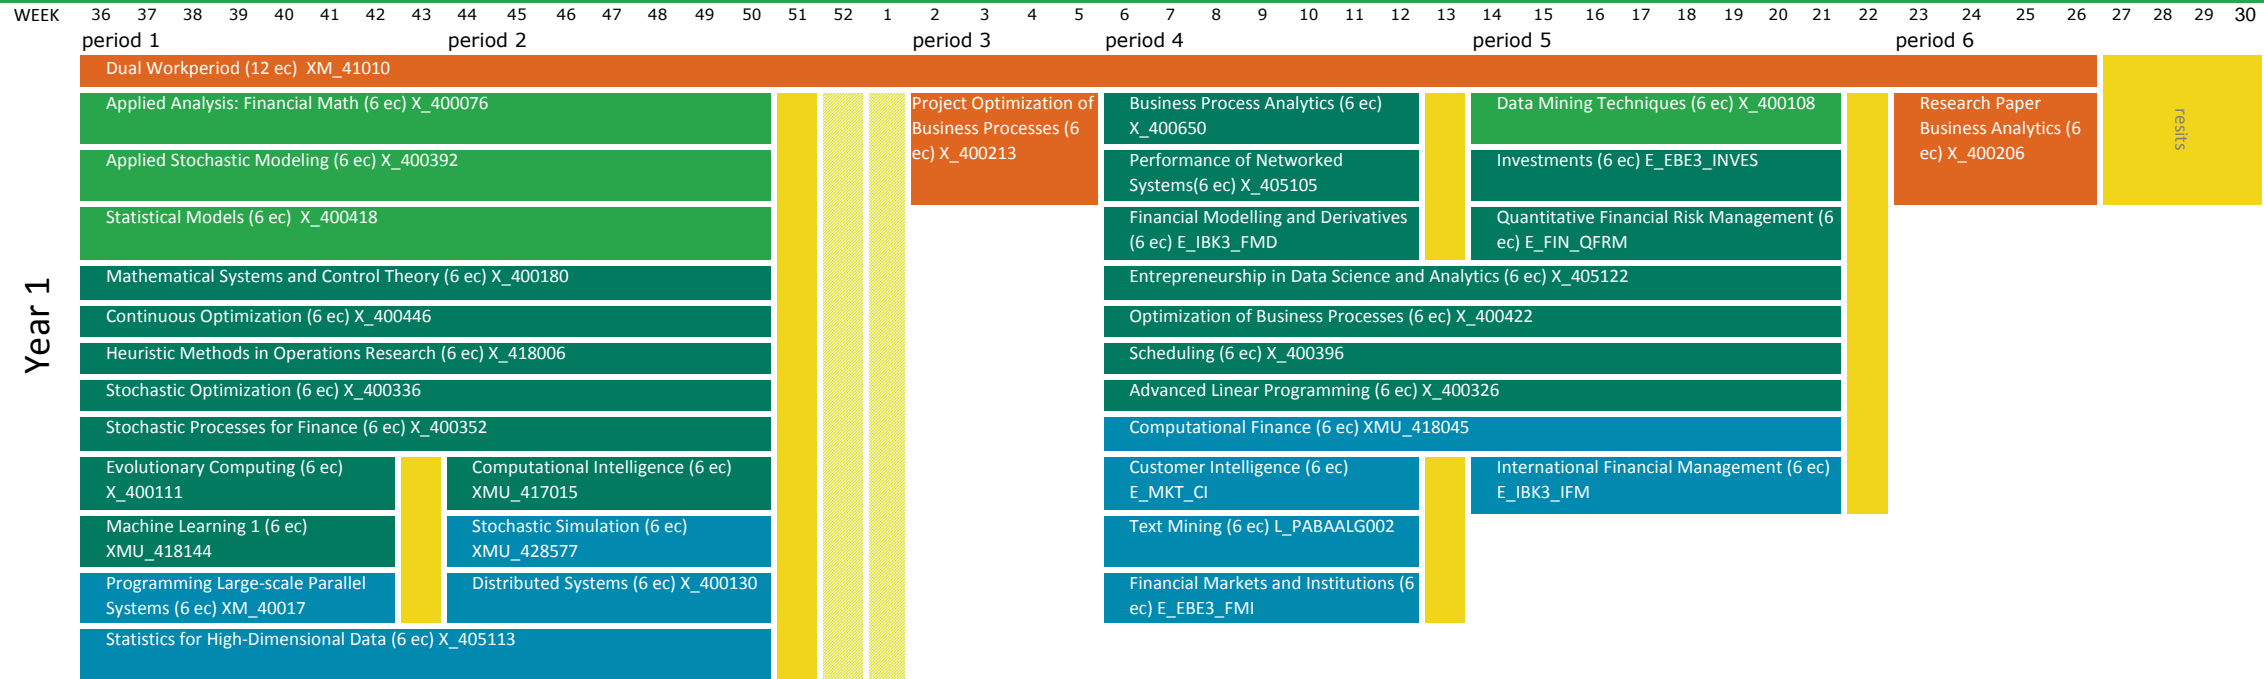 WEEK 36 37 38 39 40 41 42 43 44 45 46 47 48 49 50 51 52 1 2 3 4 5 6 7 8 9 10 11 12 13 14 15 16 17 18 19 20 21 22 23 24 25 26 27 28 29 30
period 1 period 2 period 3 period 4 period 5 period 6
Year 1
Dual Workperiod (12 ec) XM_41010
Applied Analysis: Financial Math (6 ec) X_400076
Applied Stochastic Modeling (6 ec) X_400392
Statistical Models (6 ec) X_400418
Mathematical Systems and Control Theory (6 ec) X_400180
Continuous Optimization (6 ec) X_400446
Heuristic Methods in Operations Research (6 ec) X_418006
Stochastic Optimization (6 ec) X_400336
Stochastic Processes for Finance (6 ec) X_400352
Evolutionary Computing (6 ec)
X_400111
Machine Learning 1 (6 ec)
XMU_418144
Programming Large-scale Parallel
Systems (6 ec) XM_40017
Statistics for High-Dimensional Data (6 ec) X_405113
Computational Intelligence (6 ec)
XMU_417015
Stochastic Simulation (6 ec)
XMU_428577
Distributed Systems (6 ec) X_400130
Project Optimization of
Business Processes (6
ec) X_400213
Business Process Analytics (6 ec)
X_400650
Performance of Networked
Systems(6 ec) X_405105
Financial Modelling and Derivatives
(6 ec) E_IBK3_FMD
Entrepreneurship in Data Science and Analytics (6 ec) X_405122
Optimization of Business Processes (6 ec) X_400422
Scheduling (6 ec) X_400396
Advanced Linear Programming (6 ec) X_400326
Computational Finance (6 ec) XMU_418045
Customer Intelligence (6 ec)
E_MKT_CI
Text Mining (6 ec) L_PABAALG002
Financial Markets and Institutions (6
ec) E_EBE3_FMI
Data Mining Techniques (6 ec) X_400108
Investments (6 ec) E_EBE3_INVES
Quantitative Financial Risk Management (6
ec) E_FIN_QFRM
International Financial Management (6 ec)
E_IBK3_IFM
Research Paper
Business Analytics (6
ec) X_400206
resits